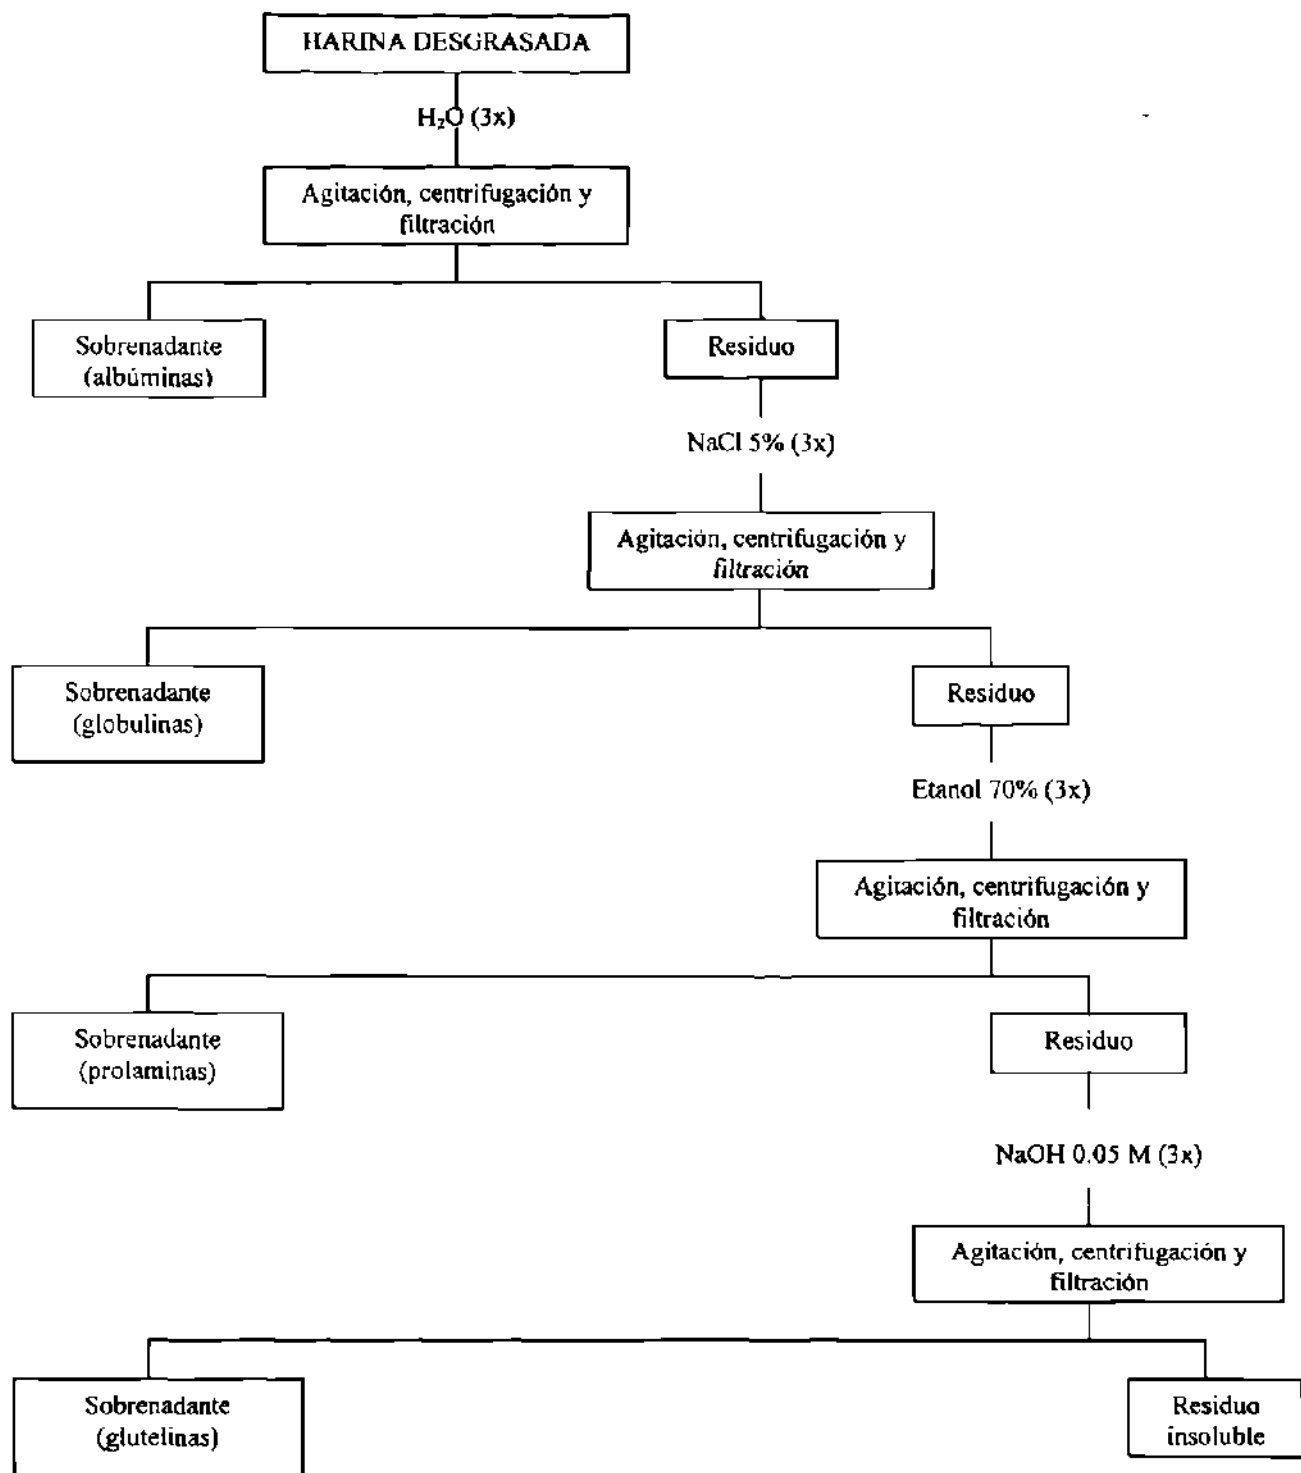 HARINA DESGRASADA
H₂O (3x)
Agitación, centrifugación y
filtración
Sobrenadante
(albúminas)
Residuo
NaCl 5% (3x)
Agitación, centrifugación y
filtración
Sobrenadante
(globulinas)
Residuo
Etanol 70% (3x)
Agitación, centrifugación y
filtración
Sobrenadante
(prolaminas)
Residuo
NaOH 0.05 M (3x)
Agitación, centrifugación y
filtración
Sobrenadante
(glutelinas)
Residuo
insoluble